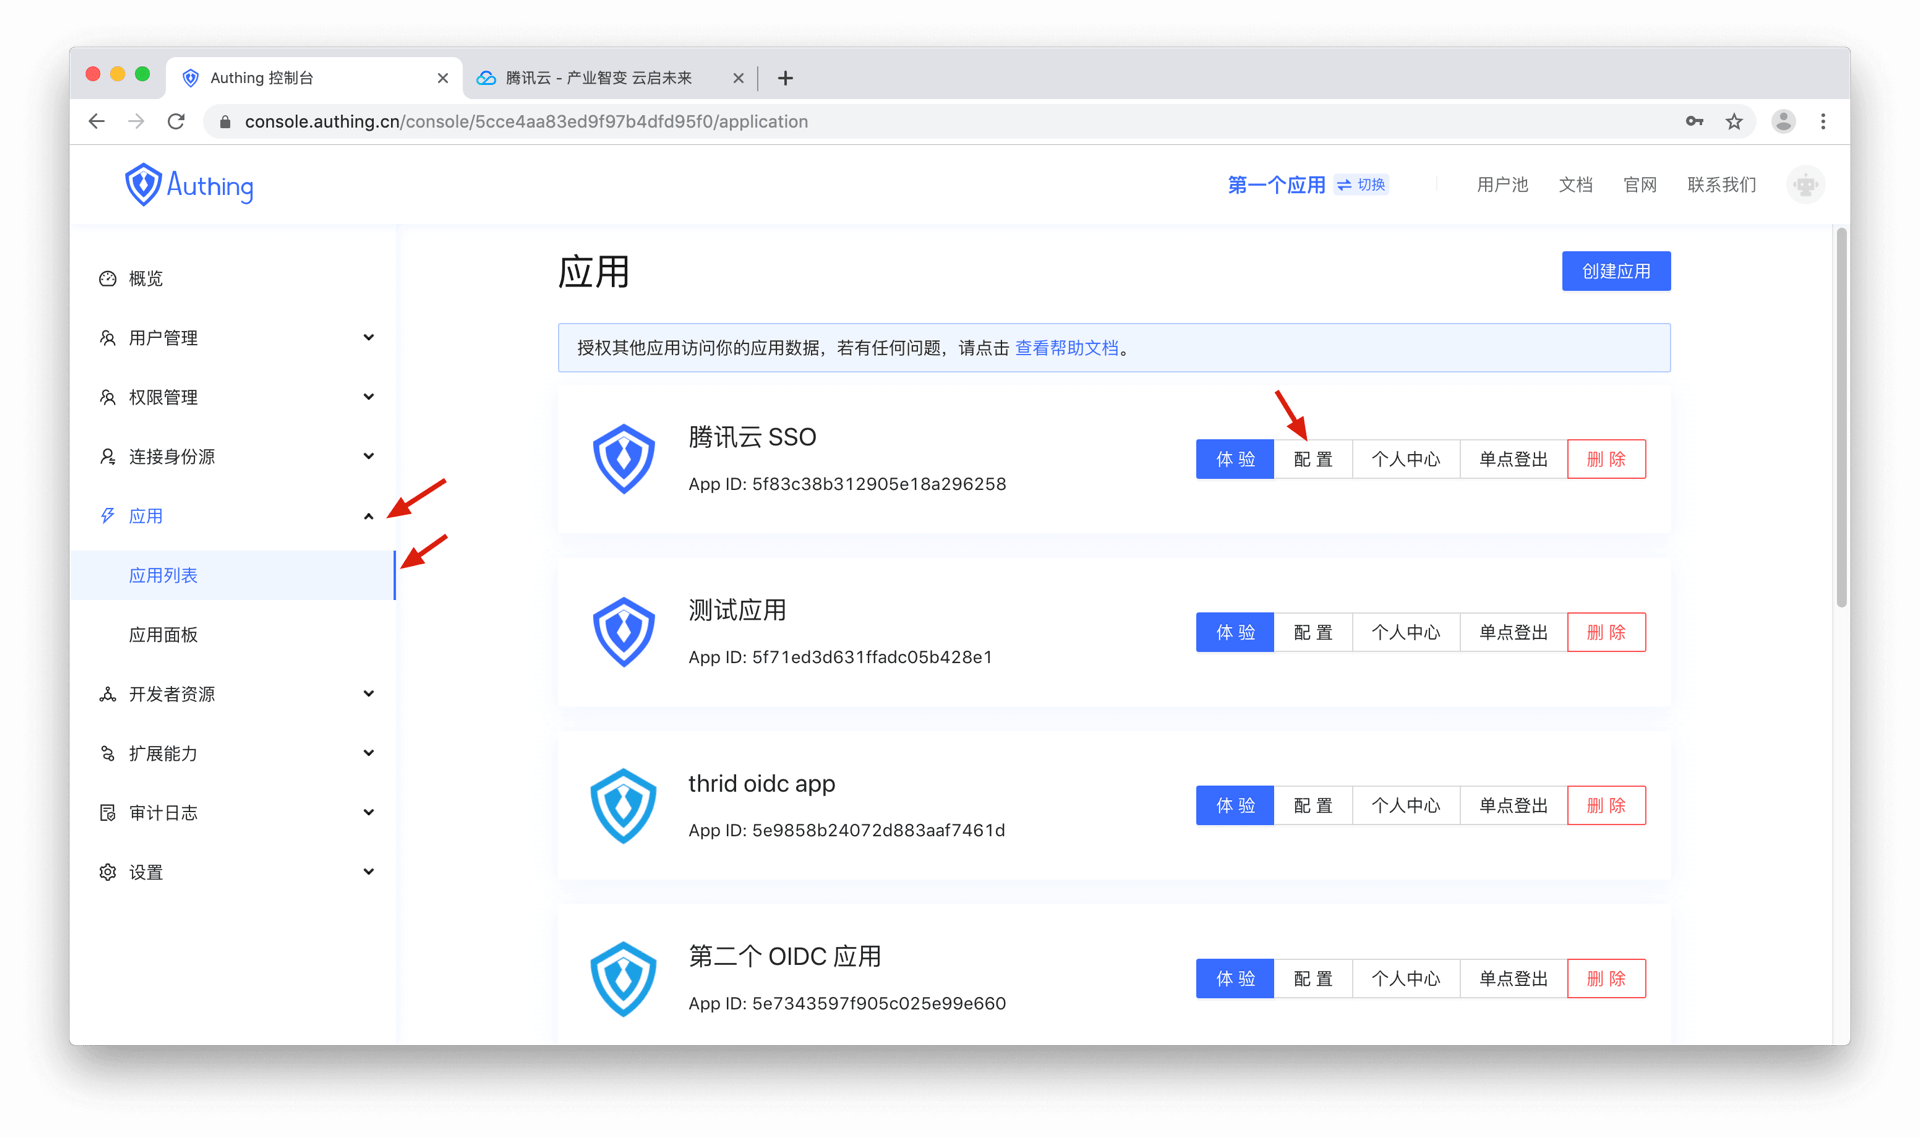 Authing 控制台
腾讯云 - 产业智变 云启未来
console.authing.cn/console/5cce4aa83ed9f97b4dfd95f0/application
Authing
第一个应用
切换
用户池
文档
官网
联系我们
概览
用户管理
权限管理
连接身份源
应用
应用列表
应用面板
开发者资源
扩展能力
审计日志
设置
应用
创建应用
授权其他应用访问你的应用数据，若有任何问题，请点击 查看帮助文档。
腾讯云 SSO
App ID: 5f83c38b312905e18a296258
体 验
配 置
个人中心
单点登出
删 除
测试应用
App ID: 5f71ed3d631ffadc05b428e1
体 验
配 置
个人中心
单点登出
删 除
thrid oidc app
App ID: 5e9858b24072d883aaf7461d
体 验
配 置
个人中心
单点登出
删 除
第二个 OIDC 应用
App ID: 5e7343597f905c025e99e660
体 验
配 置
个人中心
单点登出
删 除